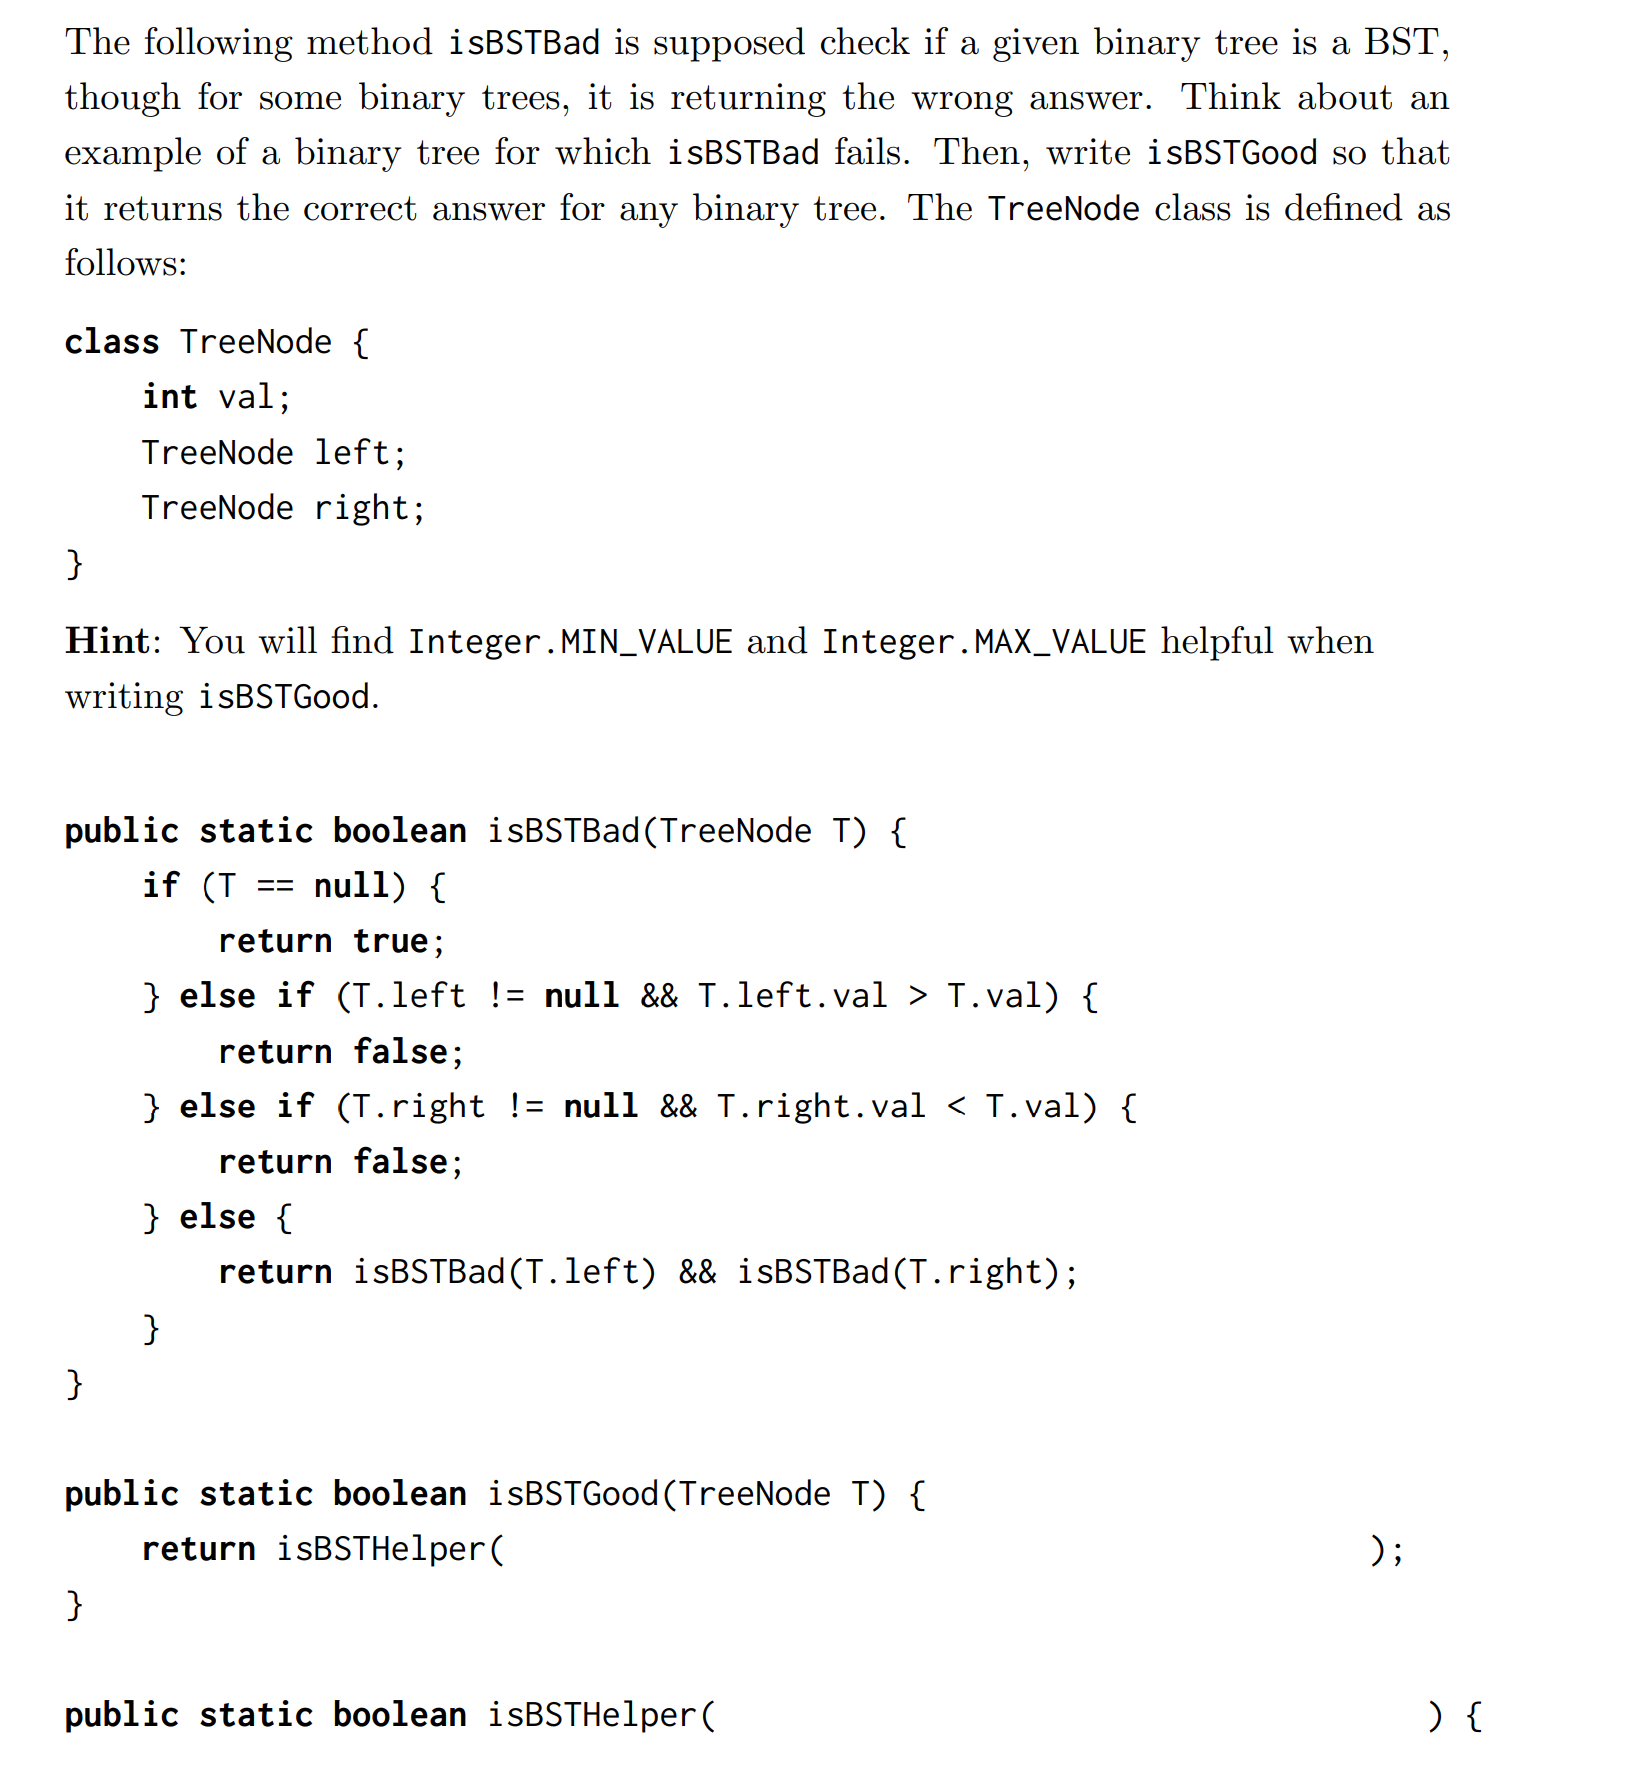 The following method isBSTBad is supposed check if a given binary tree is a BST,
though for some binary trees, it is returning the wrong answer. Think about an
example of a binary tree for which isBSTBad fails. Then, write isBSTGood so that
it returns the correct answer for any binary tree. The TreeNode class is defined as
follows:
class TreeNode {
    int val;
    TreeNode left;
    TreeNode right;
}
Hint: You will find Integer.MIN_VALUE and Integer.MAX_VALUE helpful when
writing isBSTGood.
public static boolean isBSTBad(TreeNode T) {
    if (T == null) {
        return true;
    } else if (T.left != null && T.left.val > T.val) {
        return false;
    } else if (T.right != null && T.right.val < T.val) {
        return false;
    } else {
        return isBSTBad(T.left) && isBSTBad(T.right);
    }
}
public static boolean isBSTGood(TreeNode T) {
    return isBSTHelper( );
}
public static boolean isBSTHelper( ) {